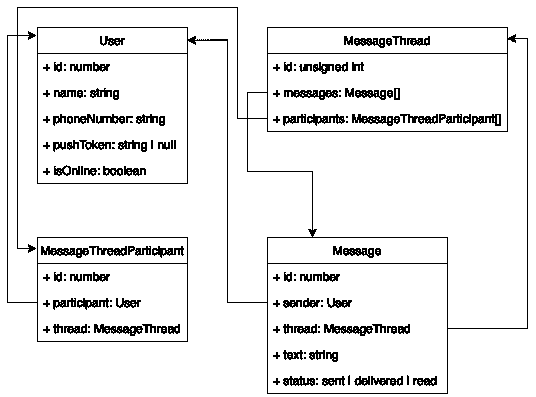 User
+ id: number
+ name: string
+ phoneNumber: string
+ pushToken: string | null
+ isOnline: boolean
MessageThread
+ id: unsigned int
+ messages: Message[]
+ participants: MessageThreadParticipant[]
MessageThreadParticipant
+ id: number
+ participant: User
+ thread: MessageThread
Message
+ id: number
+ sender: User
+ thread: MessageThread
+ text: string
+ status: sent | delivered | read